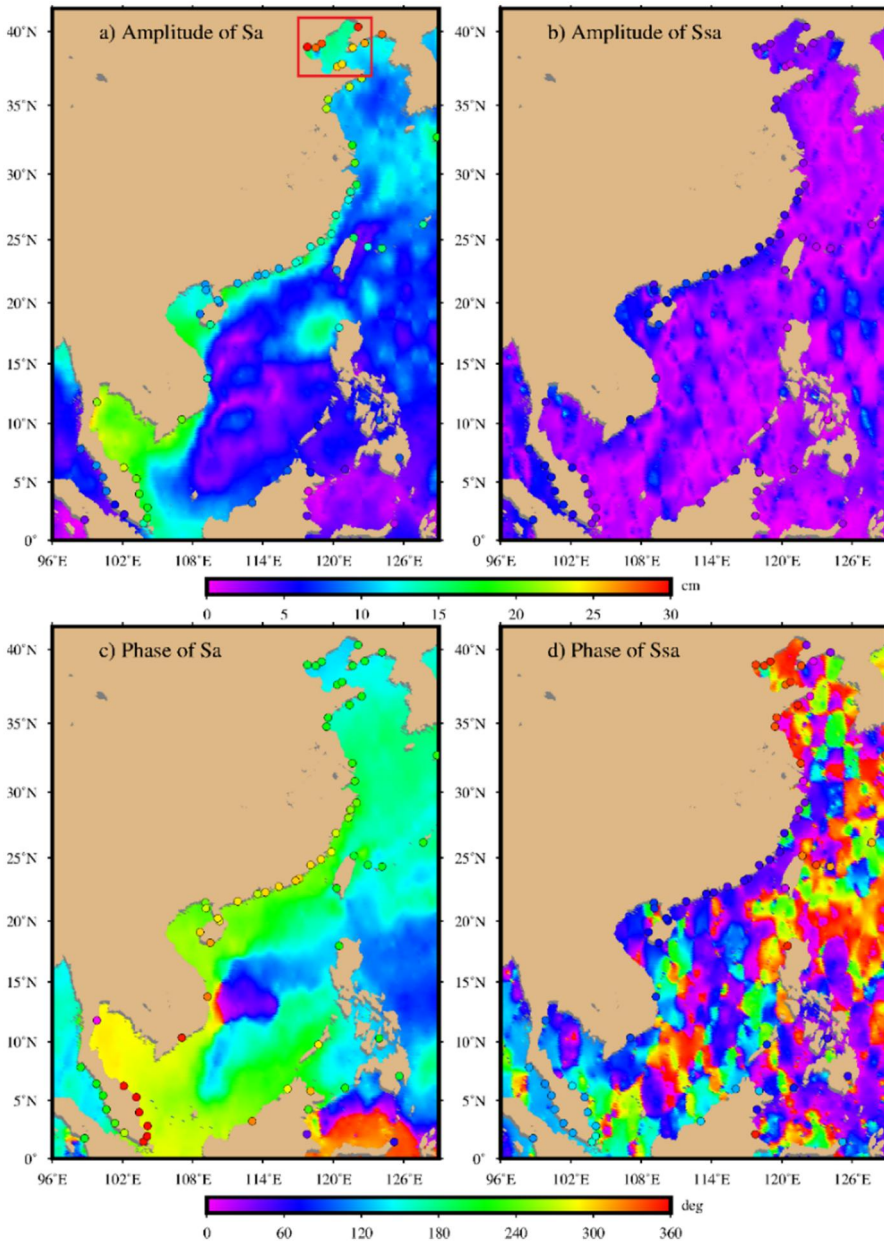 a) Amplitude of Sa
b) Amplitude of Ssa
40°N
35°N
30°N
25°N
20°N
15°N
10°N
5°N
0°
96°E 102°E 108°E 114°E 120°E 126°E
40°N
35°N
30°N
25°N
20°N
15°N
10°N
5°N
0°
96°E 102°E 108°E 114°E 120°E 126°E
cm
0 5 10 15 20 25 30
c) Phase of Sa
d) Phase of Ssa
40°N
35°N
30°N
25°N
20°N
15°N
10°N
5°N
0°
96°E 102°E 108°E 114°E 120°E 126°E
40°N
35°N
30°N
25°N
20°N
15°N
10°N
5°N
0°
96°E 102°E 108°E 114°E 120°E 126°E
deg
0 60 120 180 240 300 360